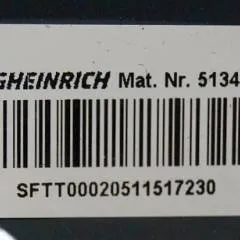 GHEINRICH Mat. Nr. 5134
SFTT00020511517230